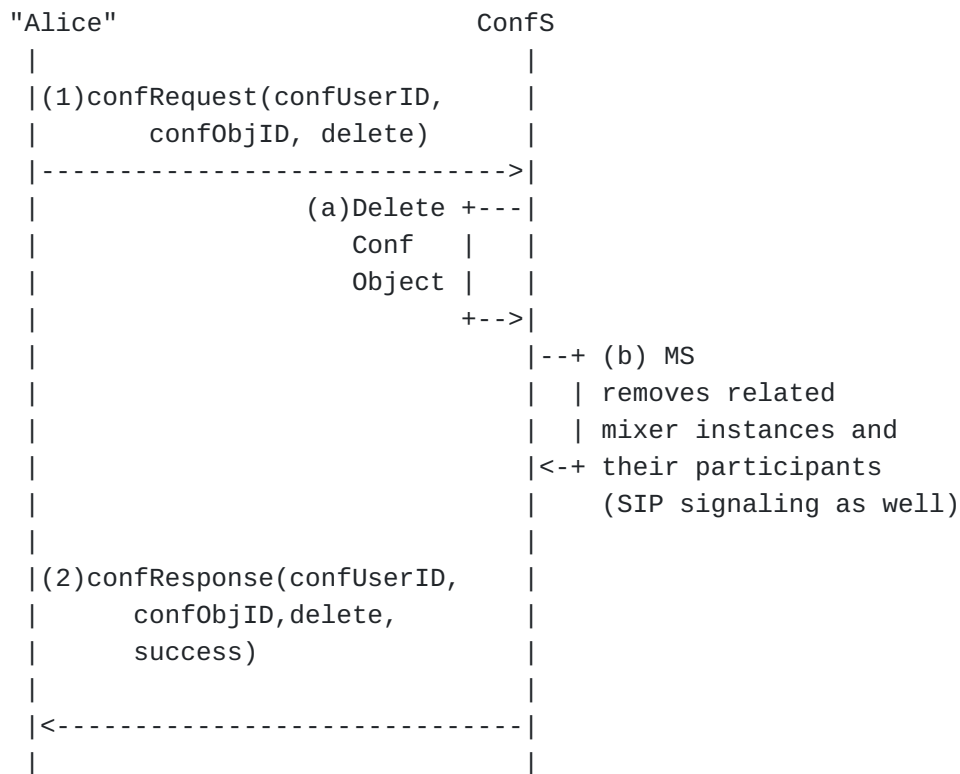 "Alice" ConfS
(1)confRequest(confUserID,
confObjID, delete)
(a)Delete
Conf
Object
(b) MS
removes related
mixer instances and
their participants
(SIP signaling as well)
(2)confResponse(confUserID,
confObjID,delete,
success)